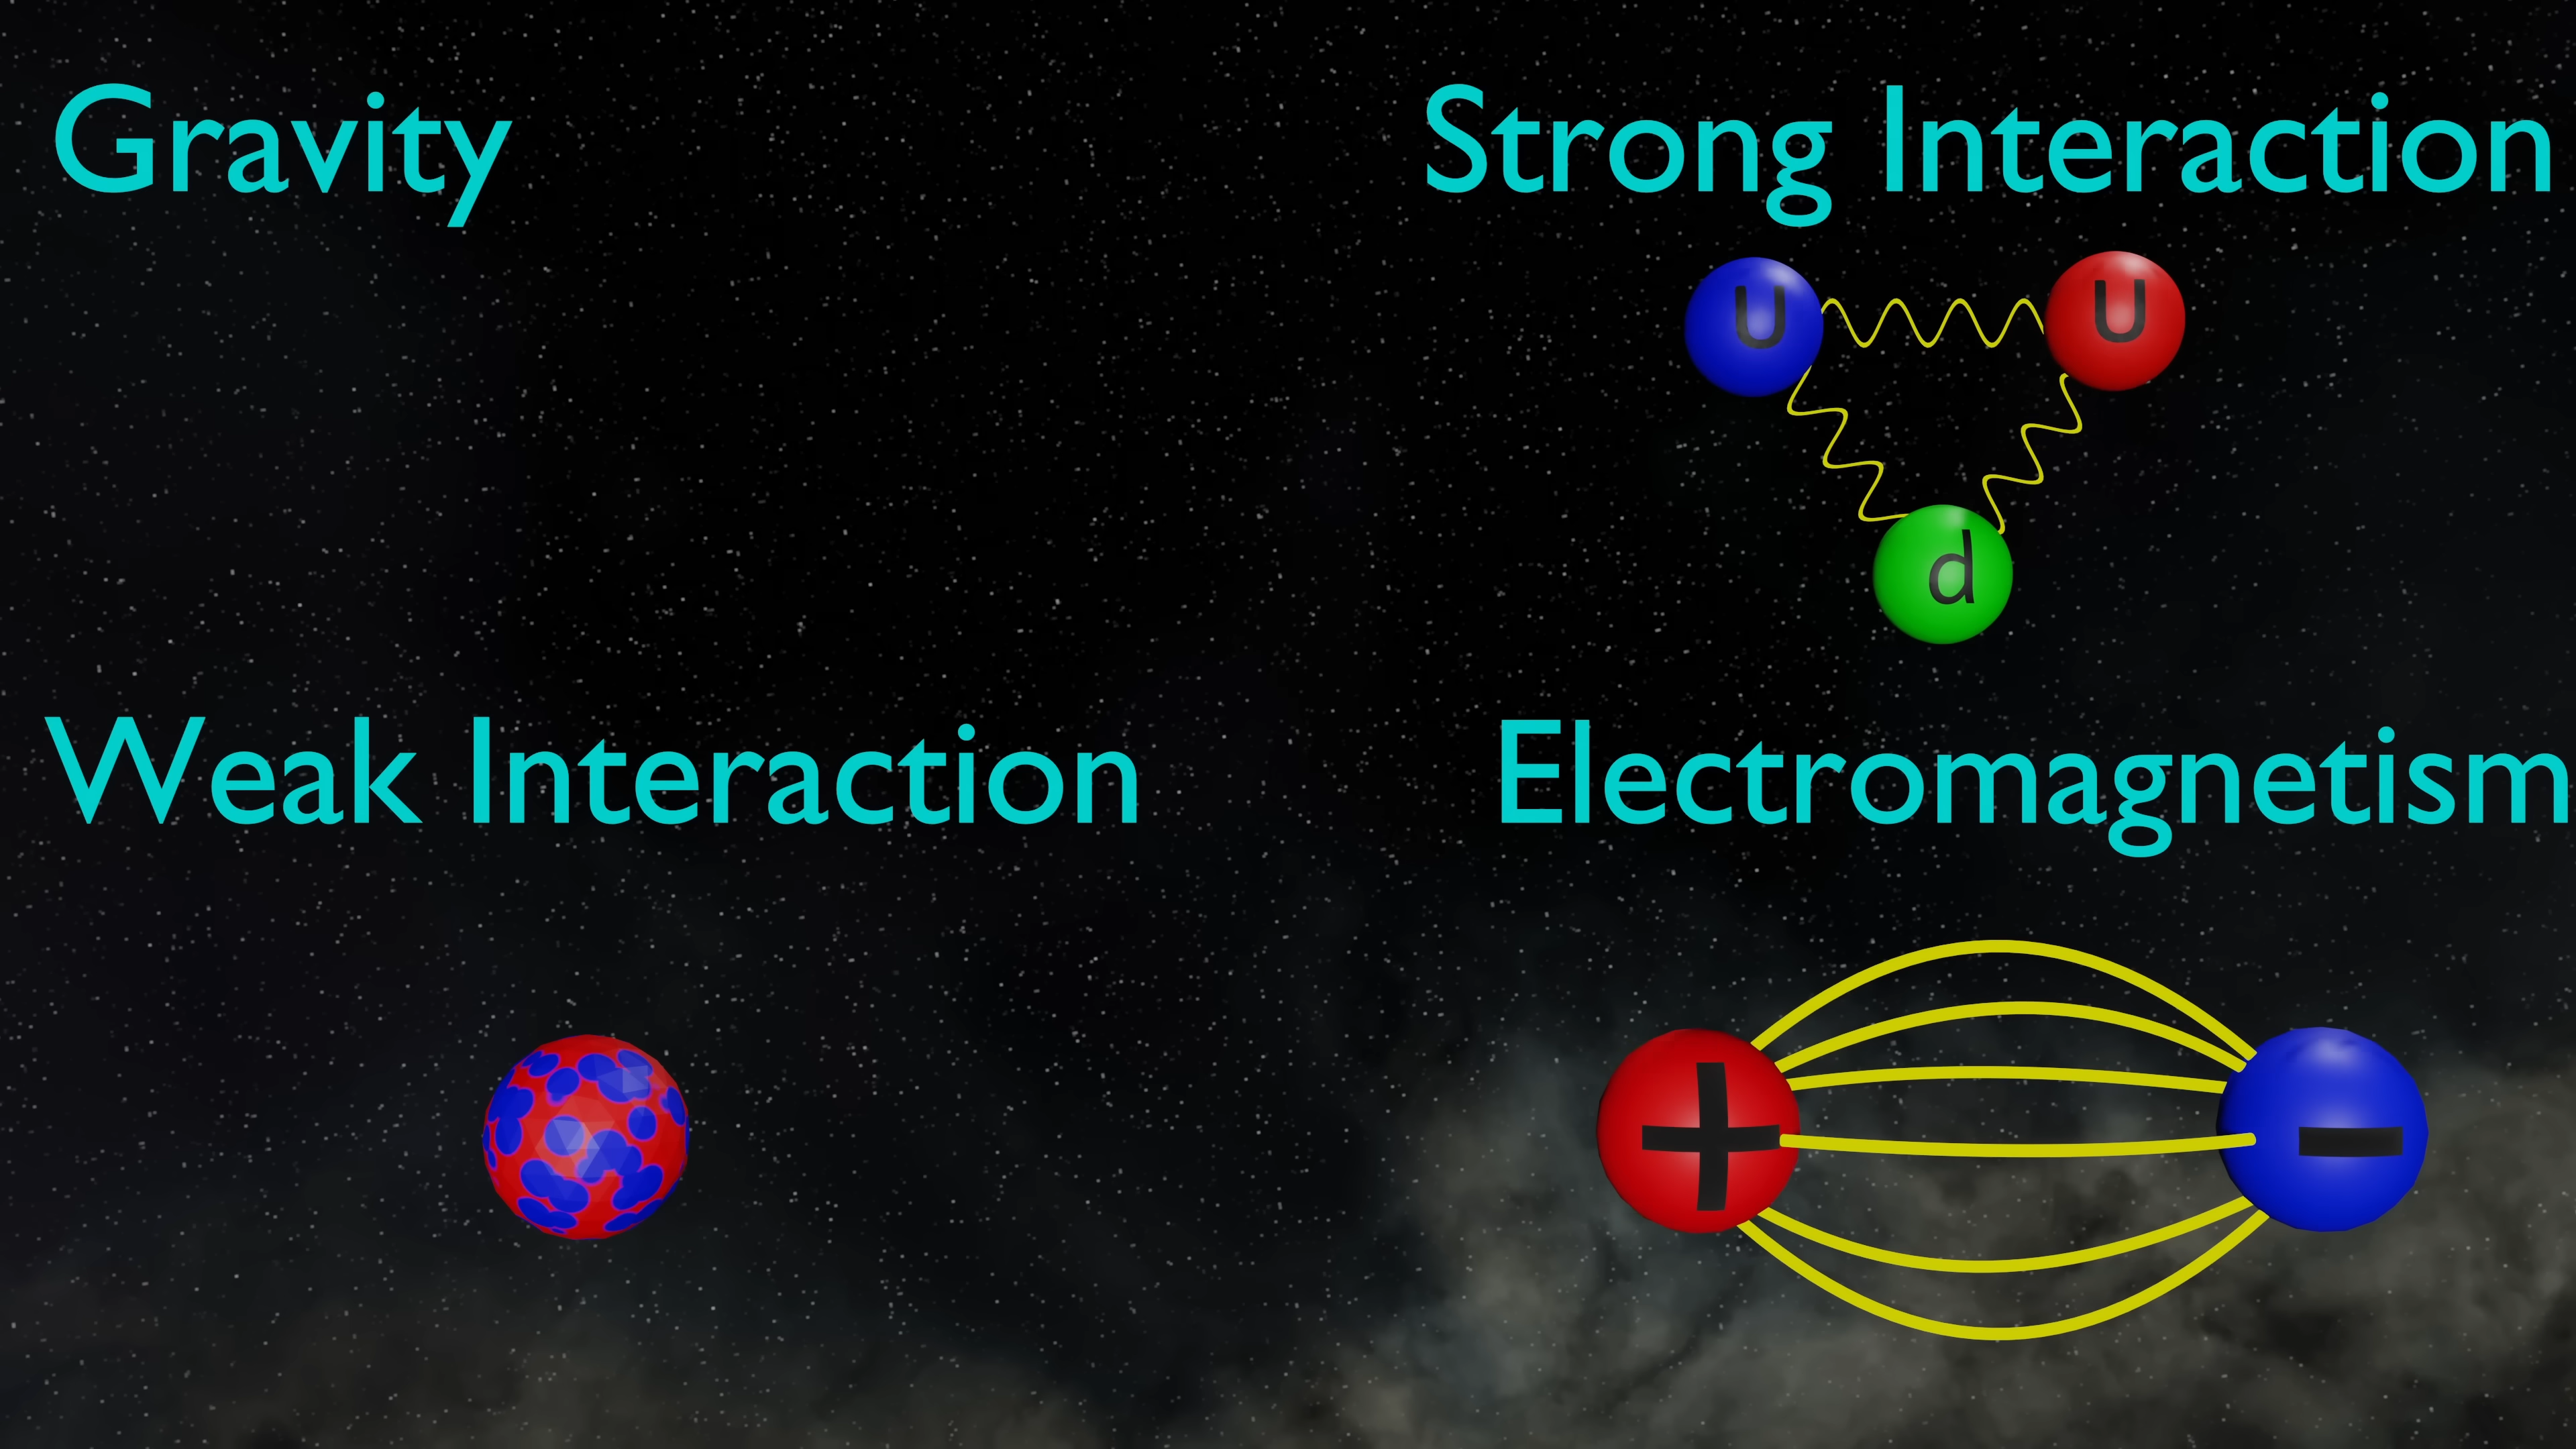 Gravity
Strong Interaction
U
U
d
Weak Interaction
Electromagnetism
+
-